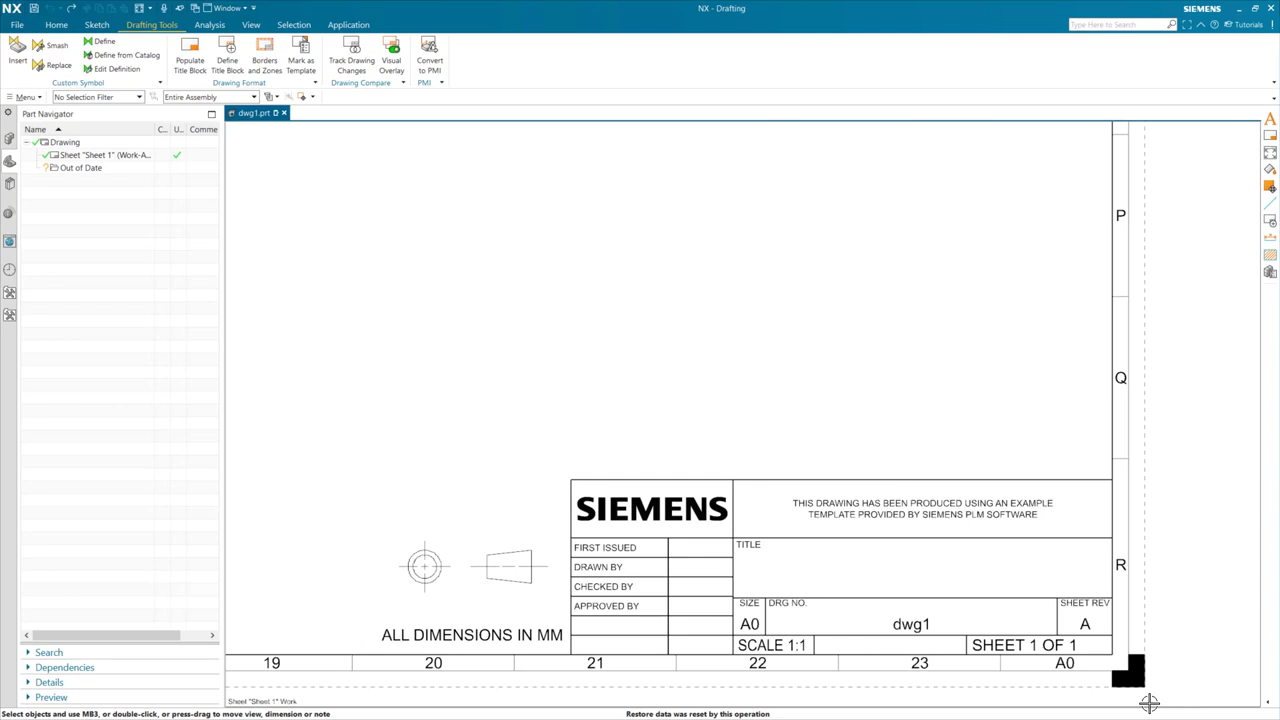 NX
Window
NX - Drafting
SIEMENS
File
Home
Sketch
Drafting Tools
Analysis
View
Selection
Application
Type Here to Search
Tutorials
Insert
Smash
Replace
Define
Define from Catalog
Edit Definition
Custom Symbol
Populate
Title Block
Define
Title Block
Borders
and Zones
Mark as
Template
Drawing Format
Track Drawing
Changes
Visual
Overlay
Drawing Compare
Convert
to PMI
PMI
Menu
No Selection Filter
Entire Assembly
Part Navigator
dwg1.prt
Name
C...
U...
Comme
Drawing
Sheet "Sheet 1" (Work-A...
Out of Date
P
Q
R
SIEMENS
THIS DRAWING HAS BEEN PRODUCED USING AN EXAMPLE
TEMPLATE PROVIDED BY SIEMENS PLM SOFTWARE
FIRST ISSUED
TITLE
DRAWN BY
CHECKED BY
APPROVED BY
SIZE
DRG NO.
SHEET REV
A0
dwg1
A
ALL DIMENSIONS IN MM
SCALE 1:1
SHEET 1 OF 1
19
20
21
22
23
A0
Search
Dependencies
Details
Preview
Sheet "Sheet 1" Work
Select objects and use MB3, or double-click, or press-drag to move view, dimension or note
Restore data was reset by this operation